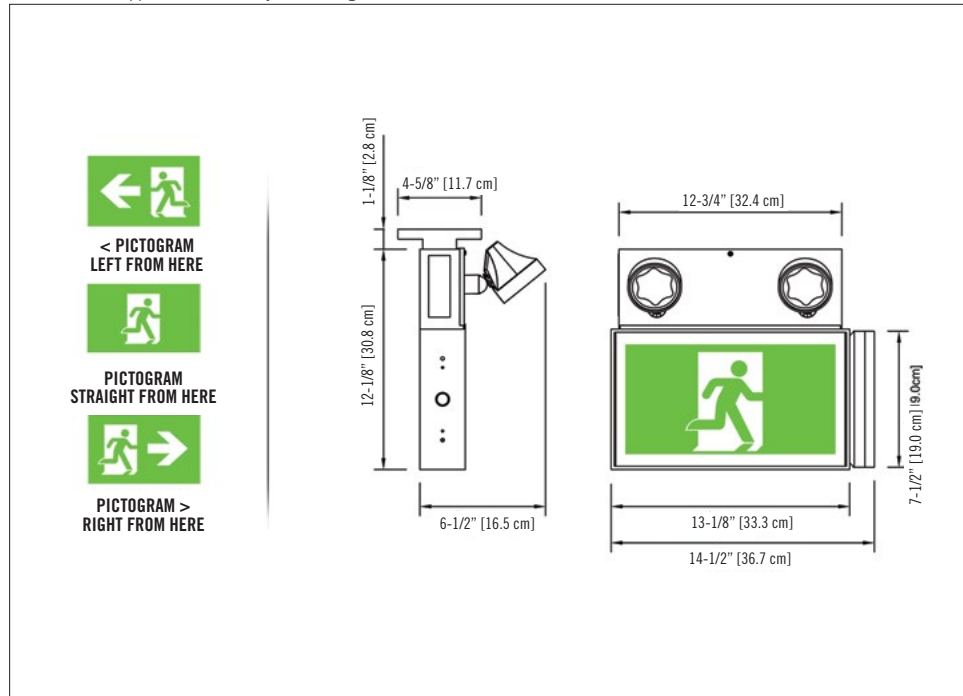 < PICTOGRAM
LEFT FROM HERE
PICTOGRAM
STRAIGHT FROM HERE
PICTOGRAM >
RIGHT FROM HERE
1-1/8” [2.8 cm]
4-5/8” [11.7 cm]
12-1/8” [30.8 cm]
6-1/2” [16.5 cm]
12-3/4” [32.4 cm]
7-1/2” [19.0 cm]
13-1/8” [33.3 cm]
14-1/2” [36.7 cm]